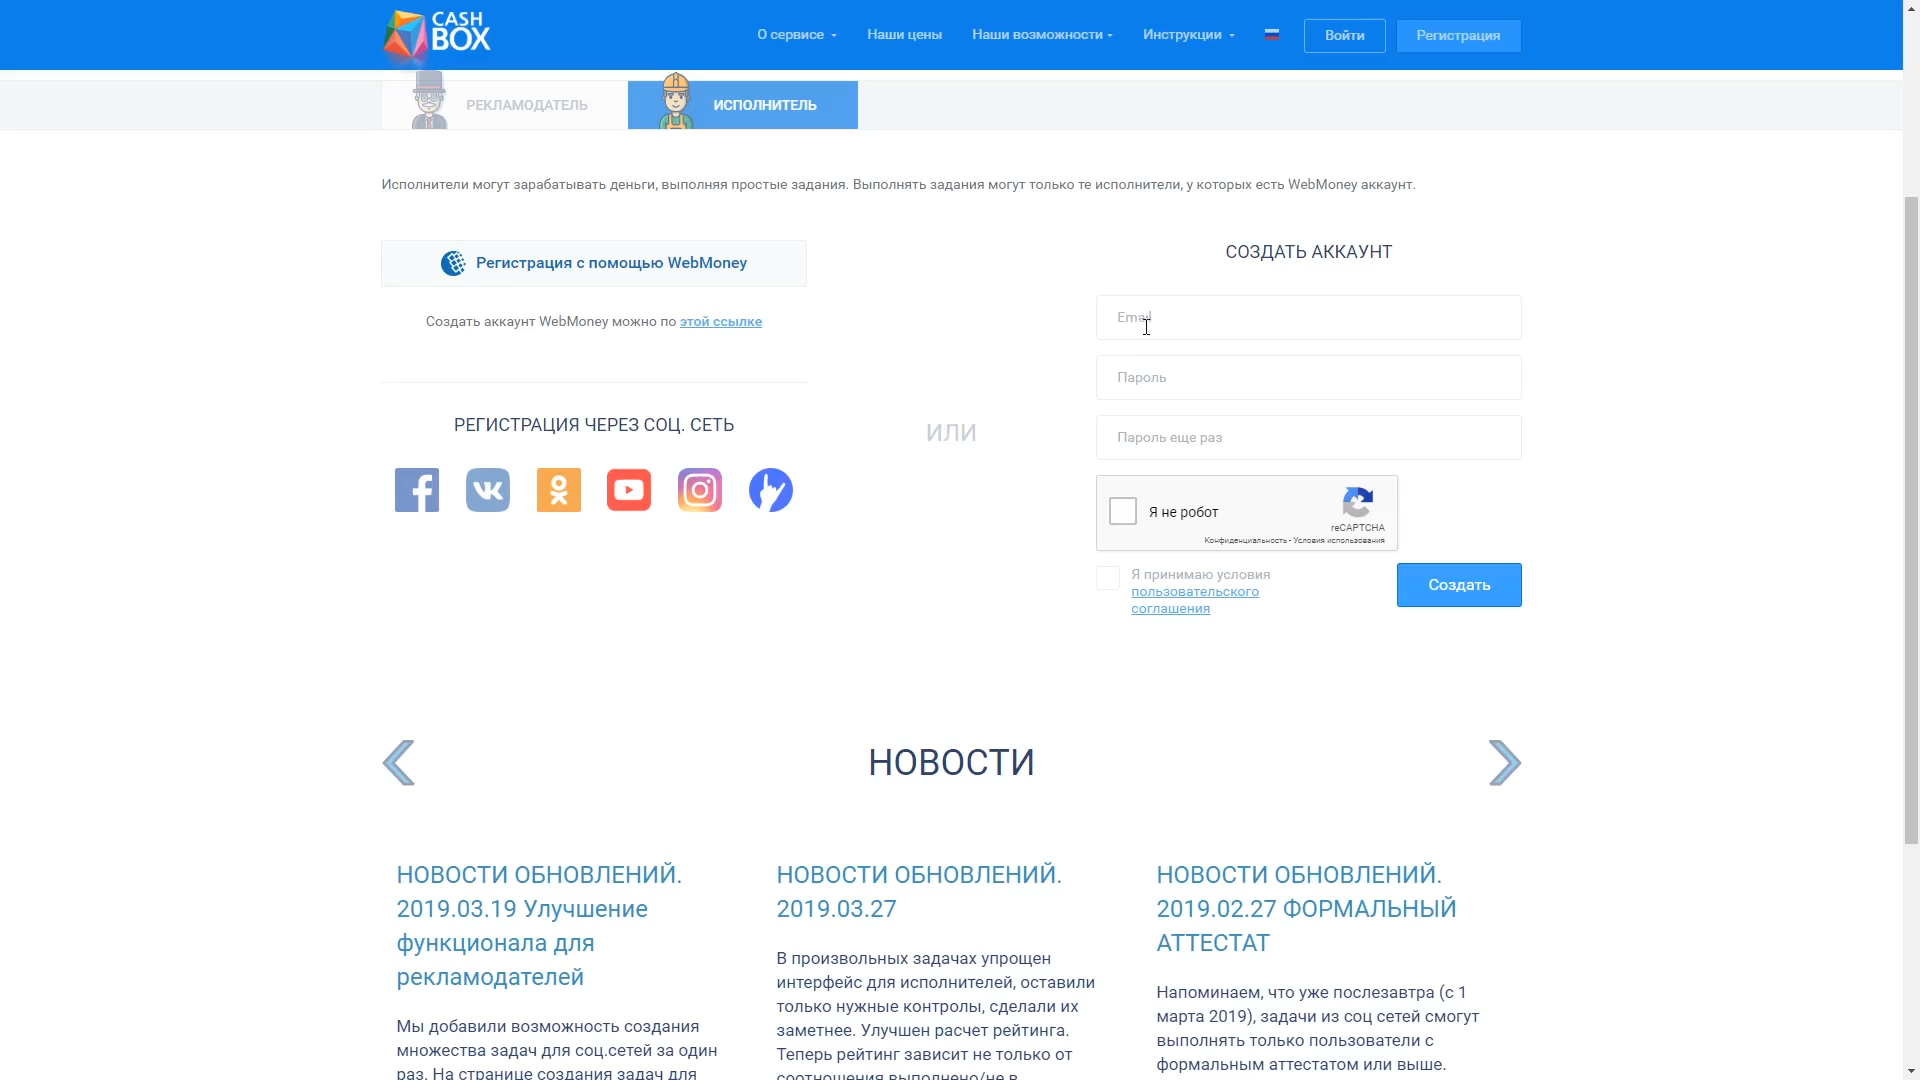 CASH
BOX
О сервисе
Наши цены
Наши возможности
Инструкции
Войти
Регистрация
РЕКЛАМОДАТЕЛЬ
ИСПОЛНИТЕЛЬ
Исполнители могут зарабатывать деньги, выполняя простые задания. Выполнять задания могут только те исполнители, у которых есть WebMoney аккаунт.
Регистрация с помощью WebMoney
Создать аккаунт WebMoney можно по этой ссылке
РЕГИСТРАЦИЯ ЧЕРЕЗ СОЦ. СЕТЬ
ИЛИ
СОЗДАТЬ АККАУНТ
Email
Пароль
Пароль еще раз
Я не робот
reCAPTCHA
Конфиденциальность - Условия использования
Я принимаю условия
пользовательского
соглашения
Создать
НОВОСТИ
НОВОСТИ ОБНОВЛЕНИЙ.
2019.03.19 Улучшение
функционала для
рекламодателей
Мы добавили возможность создания
множества задач для соц.сетей за один
раз. На странице создания задач для
НОВОСТИ ОБНОВЛЕНИЙ.
2019.03.27
В произвольных задачах упрощен
интерфейс для исполнителей, оставили
только нужные контролы, сделали их
заметнее. Улучшен расчет рейтинга.
Теперь рейтинг зависит не только от
соотношения выполнено/не в
НОВОСТИ ОБНОВЛЕНИЙ.
2019.02.27 ФОРМАЛЬНЫЙ
АТТЕСТАТ
Напоминаем, что уже послезавтра (с 1
марта 2019), задачи из соц сетей смогут
выполнять только пользователи с
формальным аттестатом или выше.